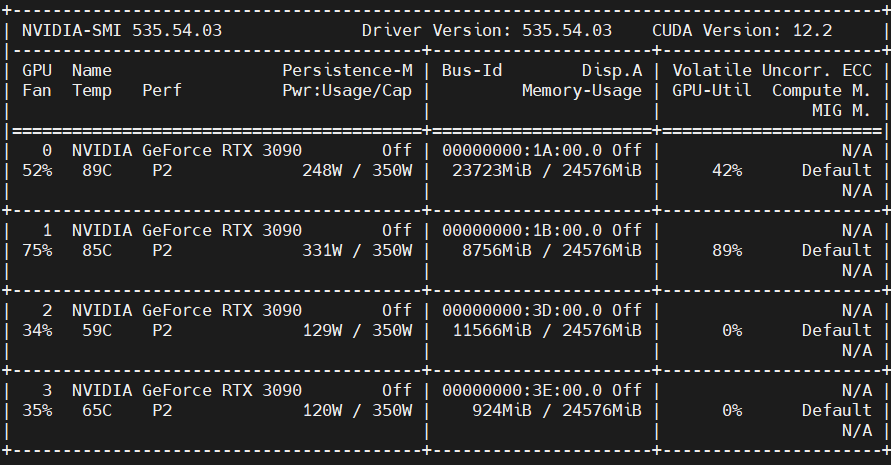 +-----------------------------------------------------------------------------------------+
| NVIDIA-SMI 535.54.03              Driver Version: 535.54.03    CUDA Version: 12.2     |
|-----------------------------------------+----------------------+----------------------+
| GPU  Name                 Persistence-M | Bus-Id        Disp.A | Volatile Uncorr. ECC |
| Fan  Temp   Perf          Pwr:Usage/Cap |         Memory-Usage | GPU-Util  Compute M. |
|                                         |                      |               MIG M. |
|=========================================+======================+======================|
|   0  NVIDIA GeForce RTX 3090        Off | 00000000:1A:00.0 Off |                  N/A |
| 52%   89C    P2             248W / 350W |  23723MiB / 24576MiB |     42%      Default |
|                                         |                      |                  N/A |
+-----------------------------------------+----------------------+----------------------+
|   1  NVIDIA GeForce RTX 3090        Off | 00000000:1B:00.0 Off |                  N/A |
| 75%   85C    P2             331W / 350W |   8756MiB / 24576MiB |     89%      Default |
|                                         |                      |                  N/A |
+-----------------------------------------+----------------------+----------------------+
|   2  NVIDIA GeForce RTX 3090        Off | 00000000:3D:00.0 Off |                  N/A |
| 34%   59C    P2             129W / 350W |  11566MiB / 24576MiB |      0%      Default |
|                                         |                      |                  N/A |
+-----------------------------------------+----------------------+----------------------+
|   3  NVIDIA GeForce RTX 3090        Off | 00000000:3E:00.0 Off |                  N/A |
| 35%   65C    P2             120W / 350W |    924MiB / 24576MiB |      0%      Default |
|                                         |                      |                  N/A |
+-----------------------------------------+----------------------+----------------------+